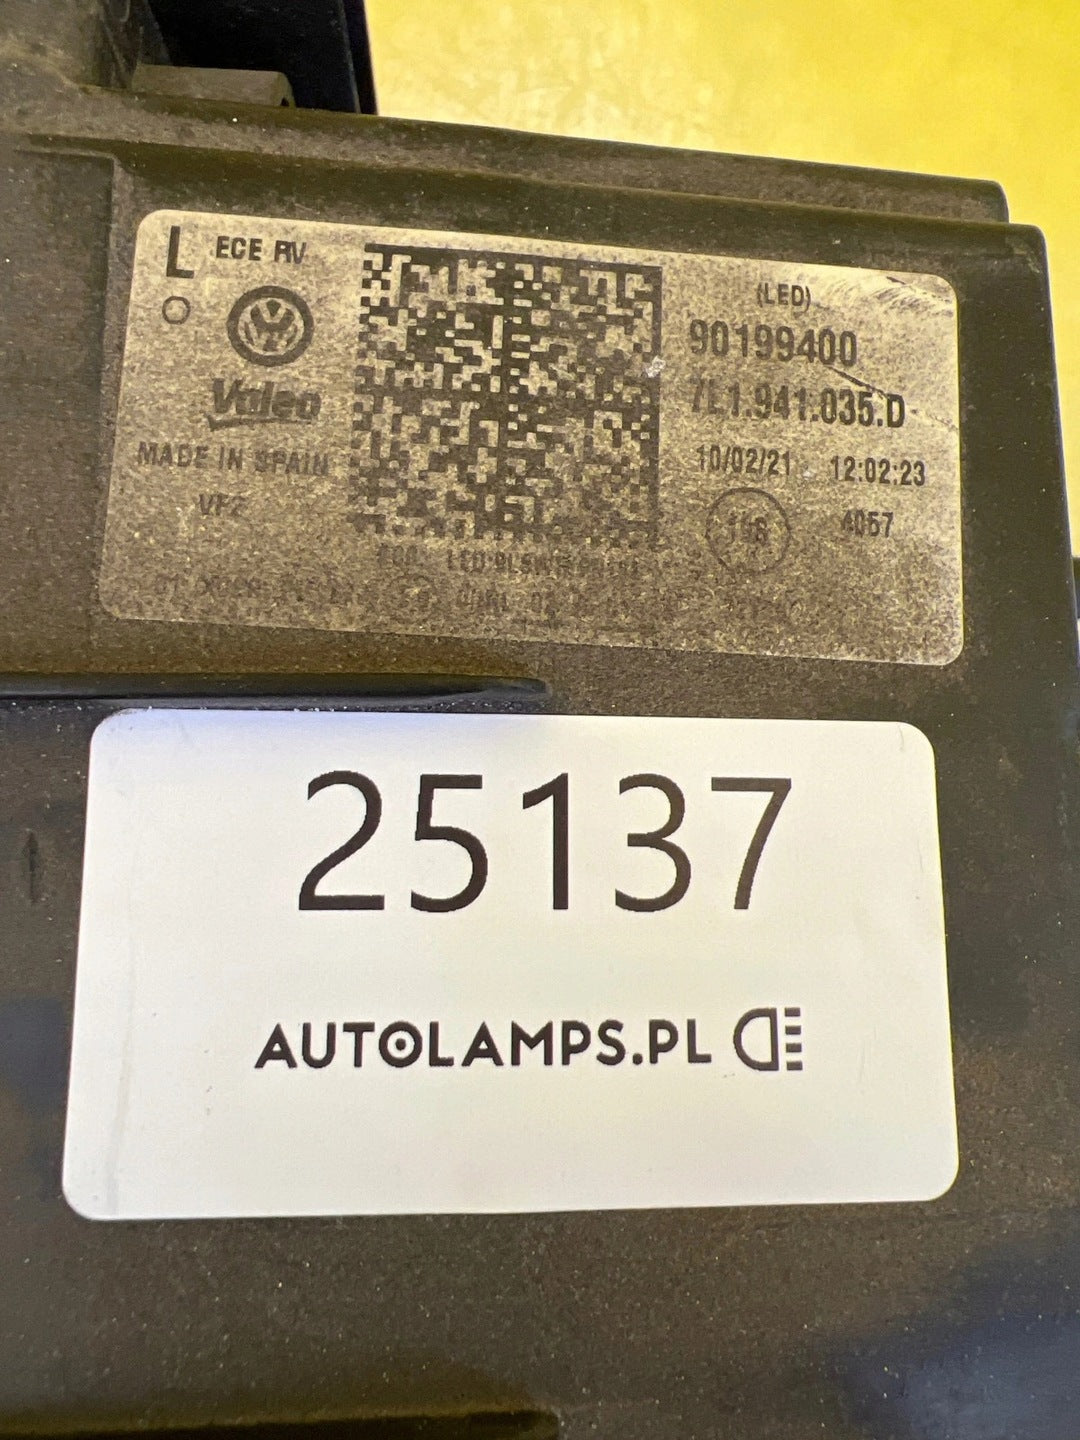 L ECE RV
(LED)
90199400
Valeo
7L1.941.035.D
MADE IN SPAIN
10/02/21 12:02:23
VFZ
4057
25137
AUTOLAMPS.PL